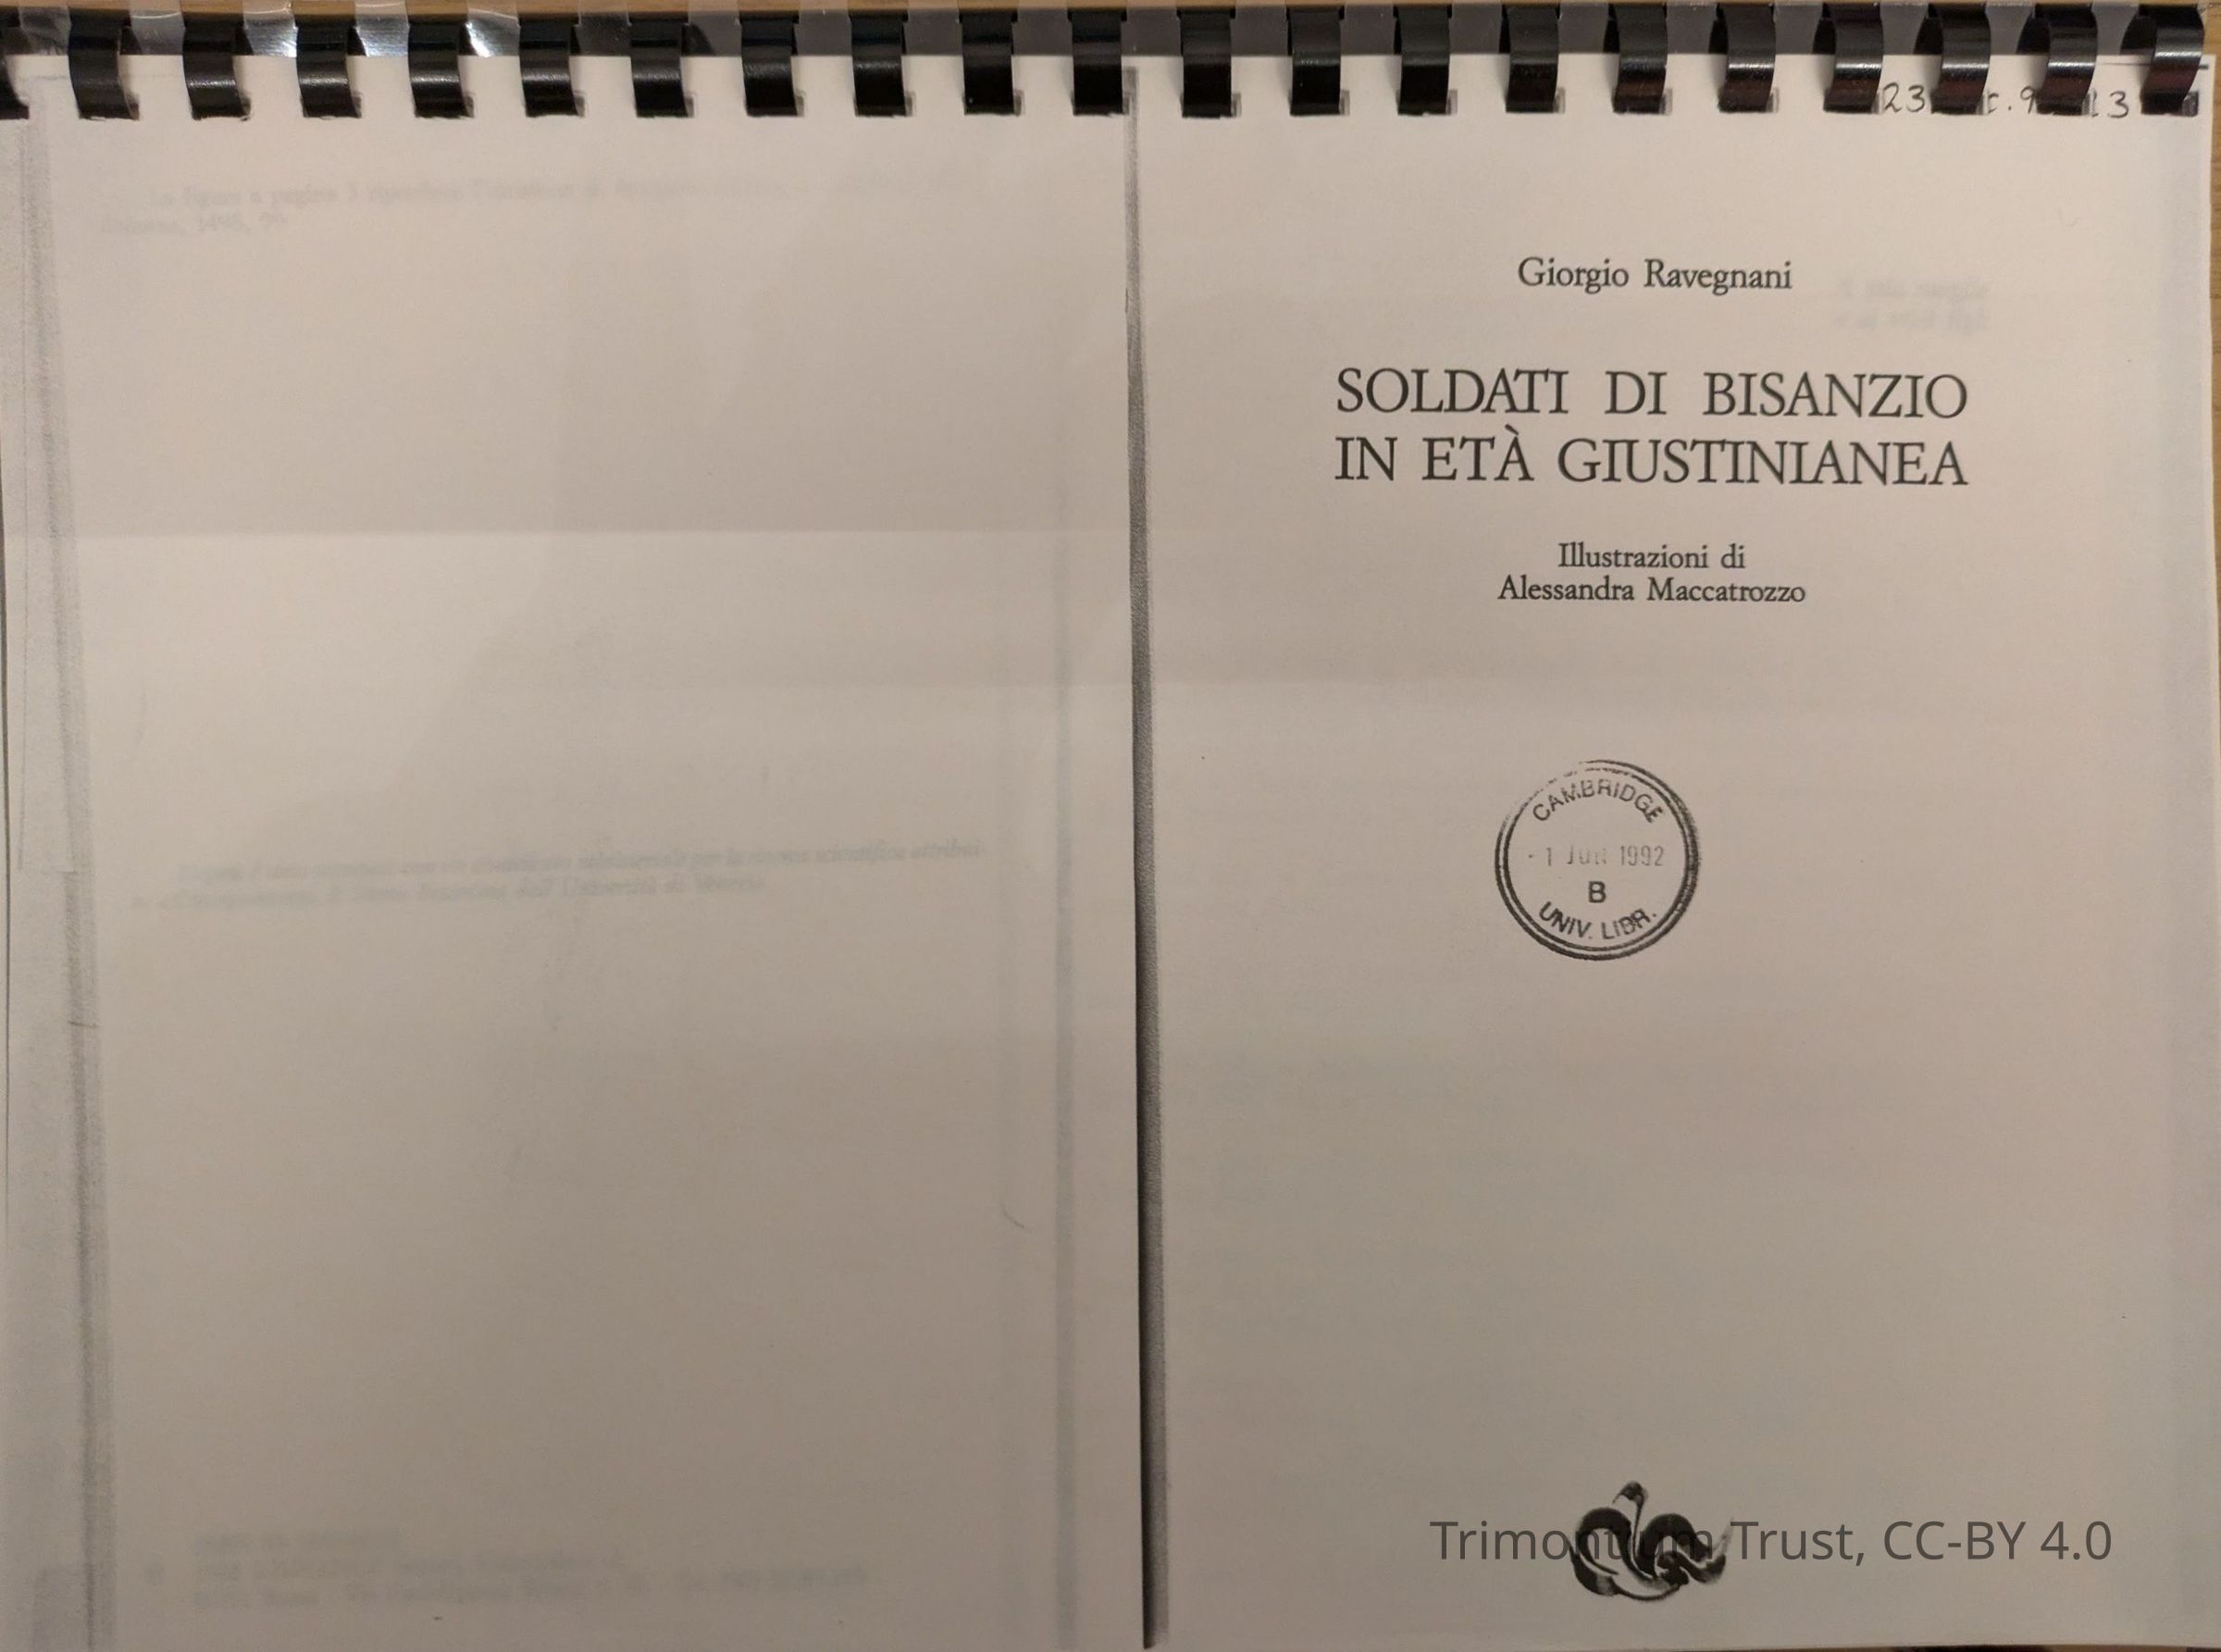 Giorgio Ravegnani
SOLDATI DI BISANZIO
IN ETÀ GIUSTINIANEA
Illustrazioni di
Alessandra Maccatrozzo
CAMBRIDGE
-1 JUN 1992
B
UNIV. LIBR.
Trimontium Trust, CC-BY 4.0